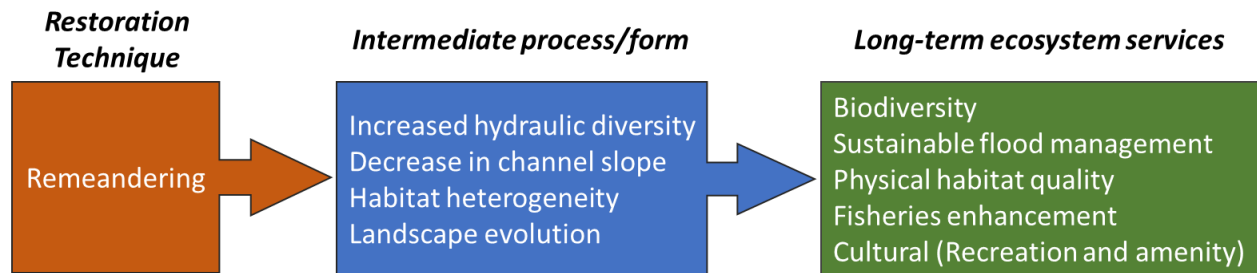 Restoration
Technique
Intermediate process/form
Long-term ecosystem services
Remeandering
Increased hydraulic diversity
Decrease in channel slope
Habitat heterogeneity
Landscape evolution
Biodiversity
Sustainable flood management
Physical habitat quality
Fisheries enhancement
Cultural (Recreation and amenity)